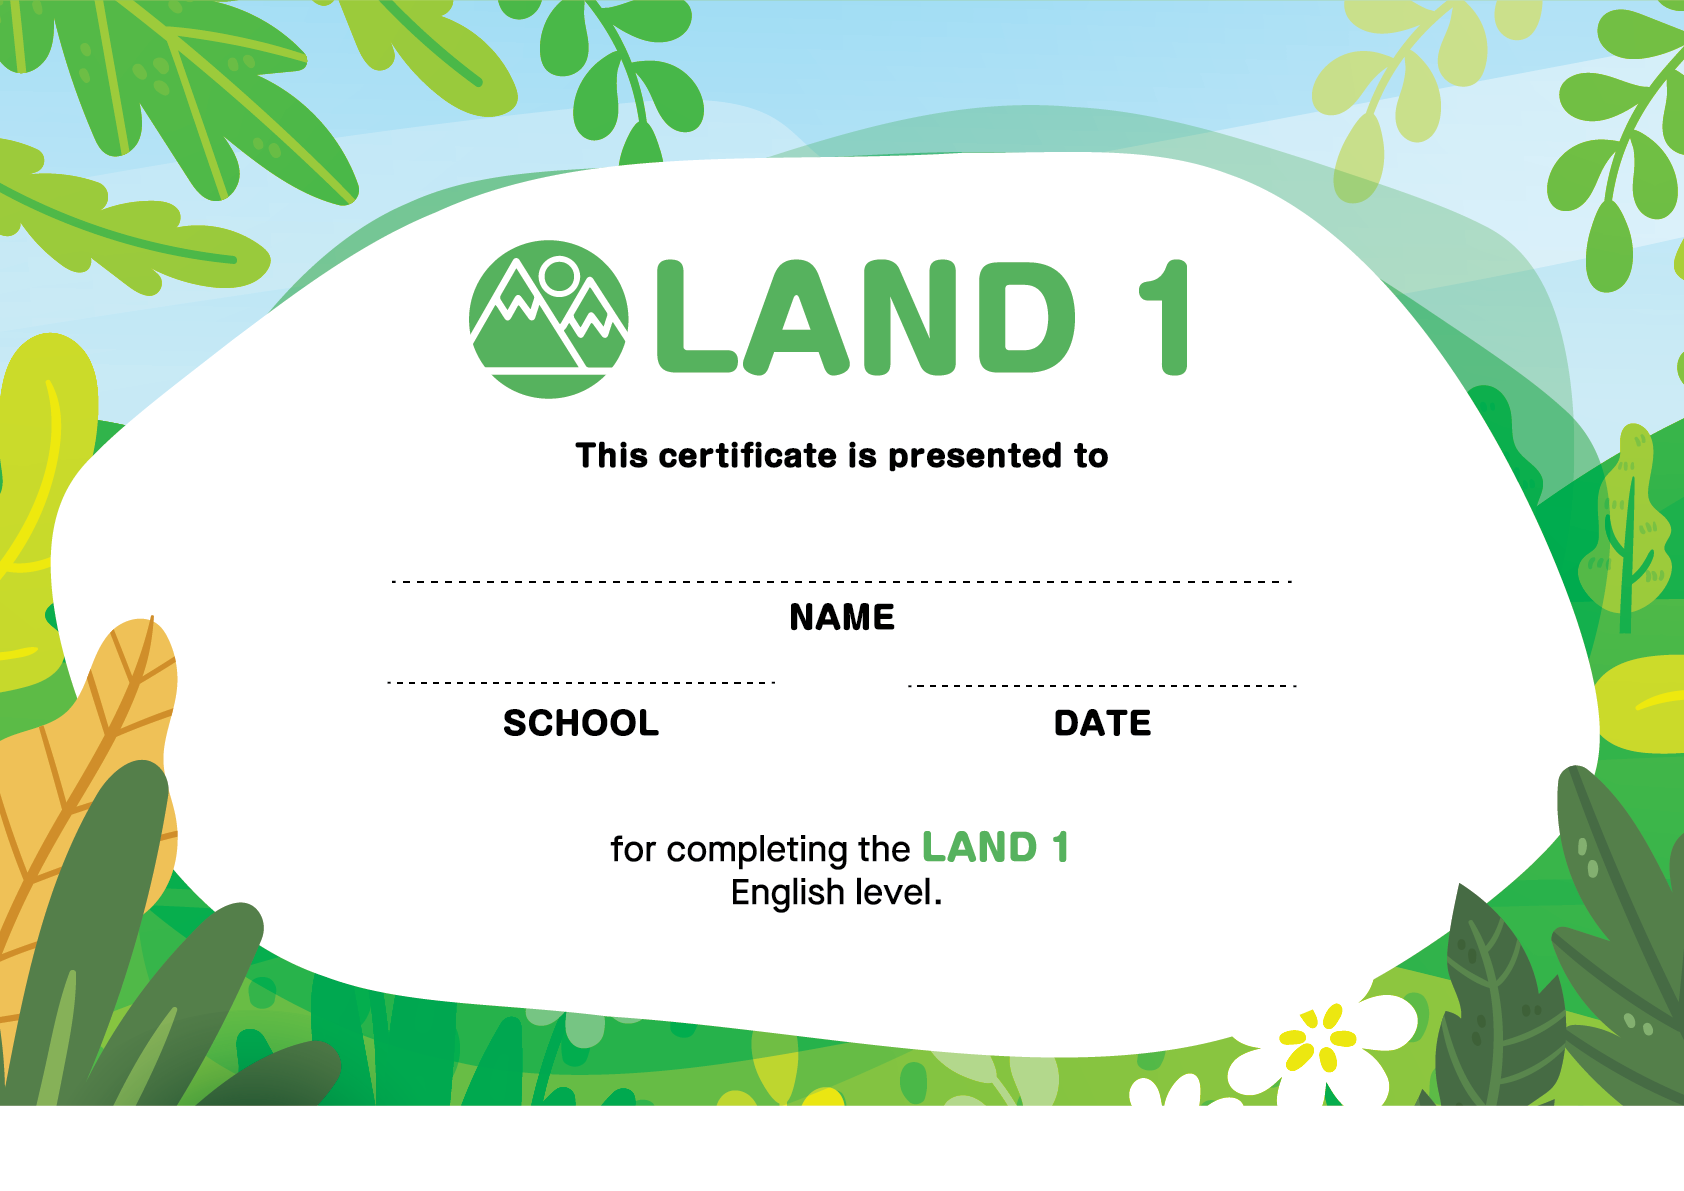 LAND 1
This certificate is presented to
NAME
SCHOOL
DATE
for completing the LAND 1
English level.